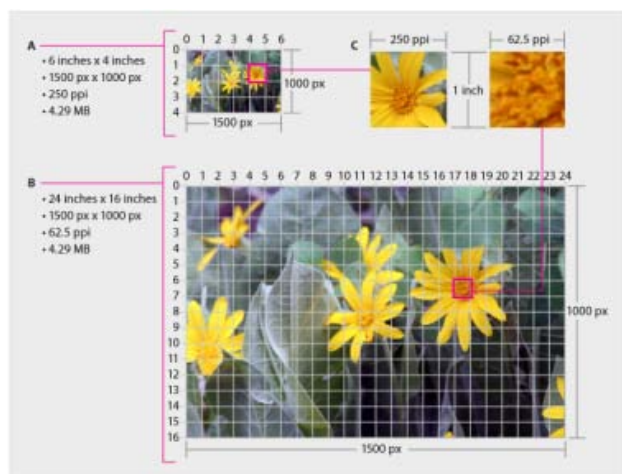 A
• 6 inches x 4 inches
• 1500 px x 1000 px
• 250 ppi
• 4.29 MB
0 1 2 3 4 5 6
0
1
2
3
4
1000 px
1500 px
C
250 ppi
62.5 ppi
1 inch
B
• 24 inches x 16 inches
• 1500 px x 1000 px
• 62.5 ppi
• 4.29 MB
0 1 2 3 4 5 6 7 8 9 10 11 12 13 14 15 16 17 18 19 20 21 22 23 24
0
1
2
3
4
5
6
7
8
9
10
11
12
13
14
15
16
1000 px
1500 px